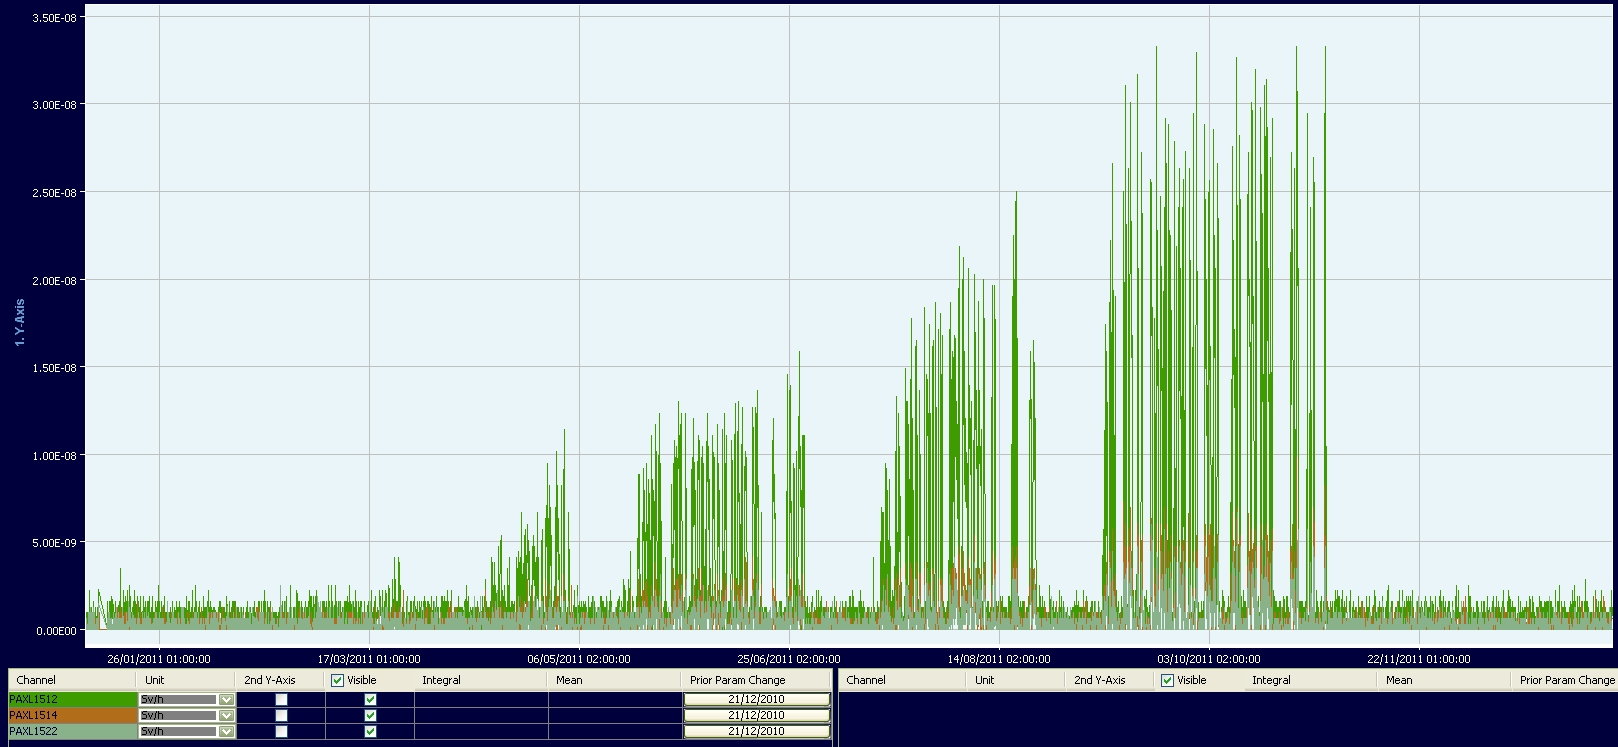 3.50E-08
3.00E-08
2.50E-08
2.00E-08
1.50E-08
1.00E-08
5.00E-09
0.00E00
1. Y-Axis
26/01/2011 01:00:00 17/03/2011 01:00:00 06/05/2011 02:00:00 25/06/2011 02:00:00 14/08/2011 02:00:00 03/10/2011 02:00:00 22/11/2011 01:00:00
Channel Unit 2nd Y-Axis Visible Integral Mean Prior Param Change Channel Unit 2nd Y-Axis Visible Integral Mean Prior Param Change
PAXL1512 Sv/h 21/12/2010
PAXL1514 Sv/h 21/12/2010
PAXL1522 Sv/h 21/12/2010